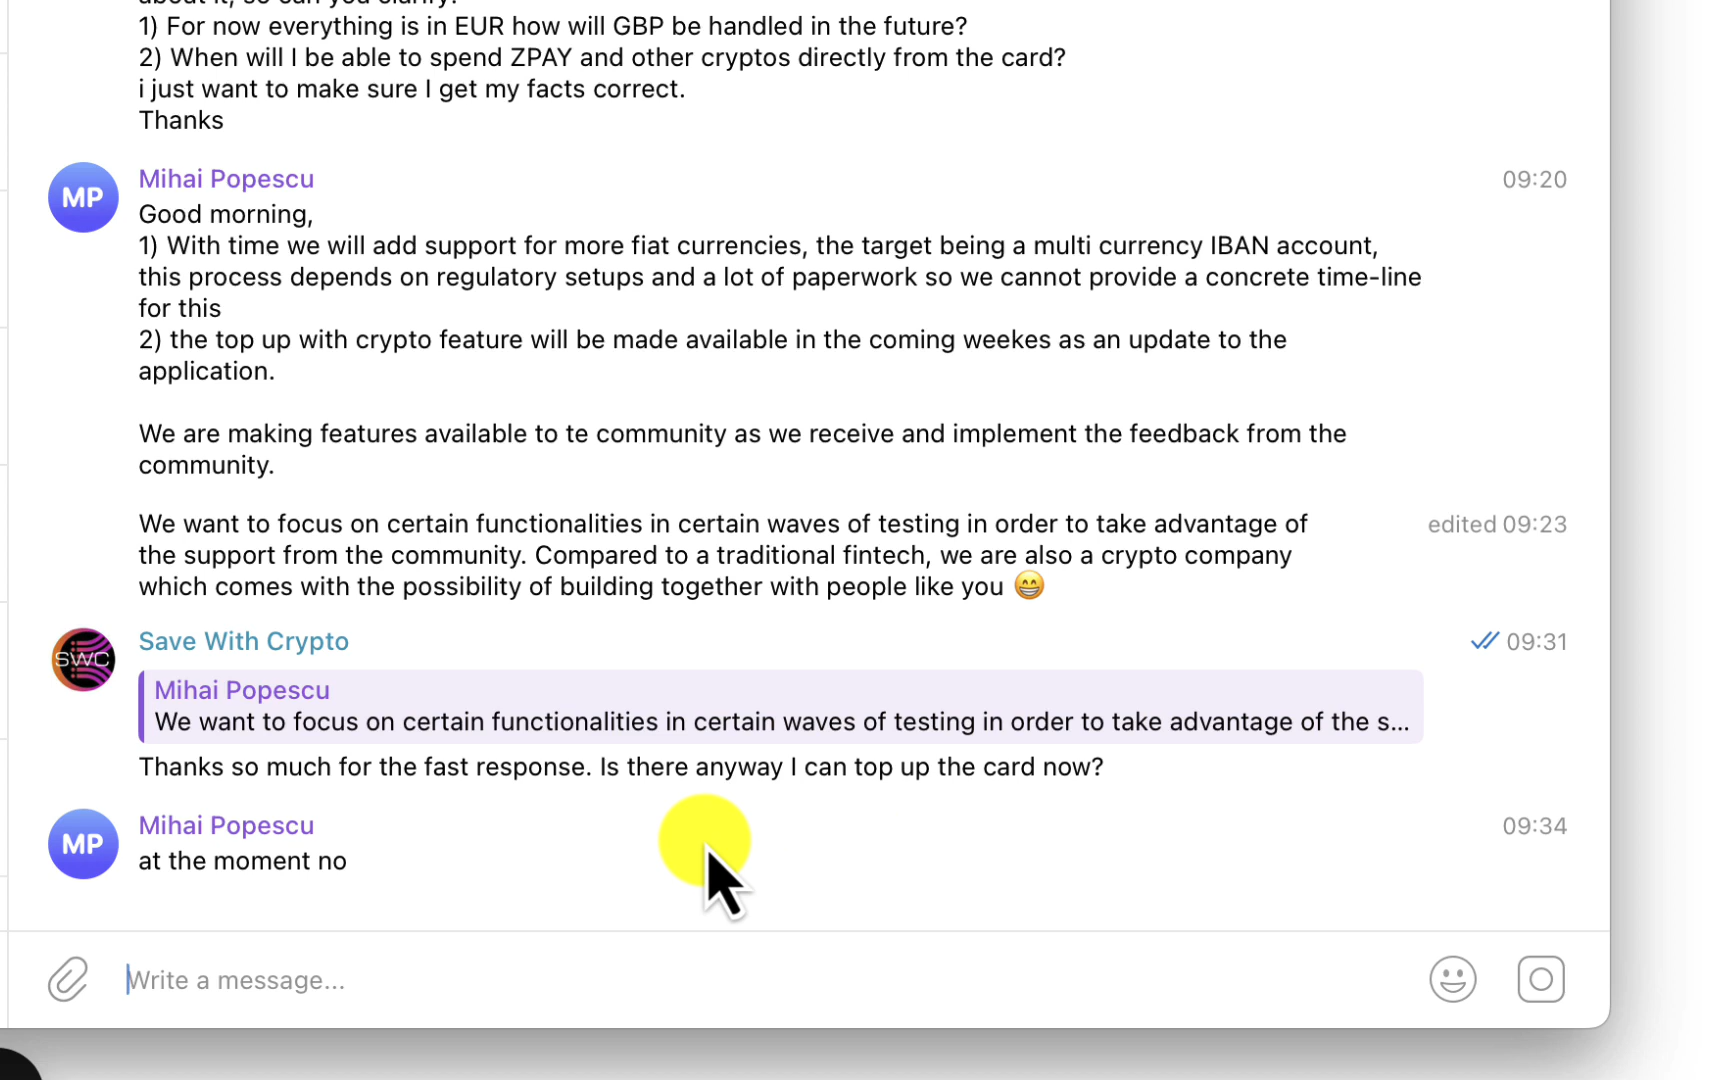 1) For now everything is in EUR how will GBP be handled in the future?
2) When will I be able to spend ZPAY and other cryptos directly from the card?
i just want to make sure I get my facts correct.
Thanks
MP
Mihai Popescu
09:20
Good morning,
1) With time we will add support for more fiat currencies, the target being a multi currency IBAN account,
this process depends on regulatory setups and a lot of paperwork so we cannot provide a concrete time-line
for this
2) the top up with crypto feature will be made available in the coming weekes as an update to the
application.
We are making features available to te community as we receive and implement the feedback from the
community.
We want to focus on certain functionalities in certain waves of testing in order to take advantage of
edited 09:23
the support from the community. Compared to a traditional fintech, we are also a crypto company
which comes with the possibility of building together with people like you 😁
SWC
Save With Crypto
09:31
Mihai Popescu
We want to focus on certain functionalities in certain waves of testing in order to take advantage of the s...
Thanks so much for the fast response. Is there anyway I can top up the card now?
MP
Mihai Popescu
09:34
at the moment no
Write a message...